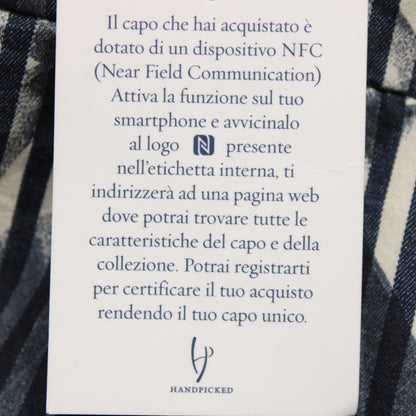 Il capo che hai acquistato è
dotato di un dispositivo NFC
(Near Field Communication)
Attiva la funzione sul tuo
smartphone e avvicinalo
al logo N presente
nell'etichetta interna, ti
indirizzerà ad una pagina web
dove potrai trovare tutte le
caratteristiche del capo e della
collezione. Potrai registrarti
per certificare il tuo acquisto
rendendo il tuo capo unico.
HANDPICKED